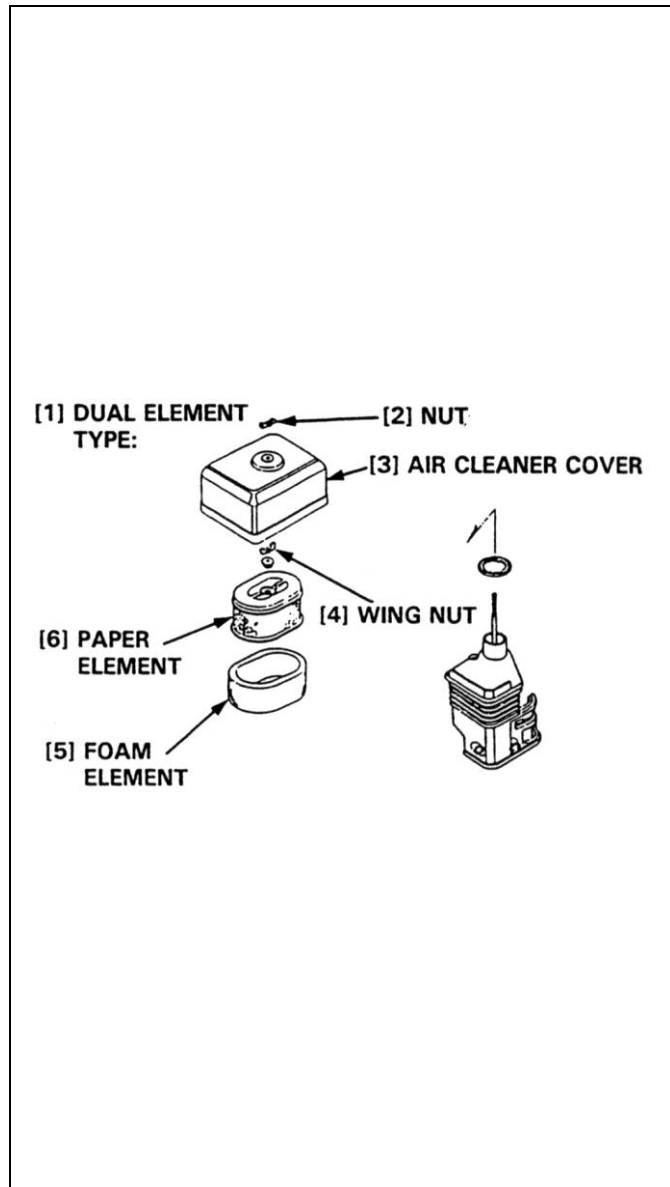 [1] DUAL ELEMENT
TYPE:
[2] NUT
[3] AIR CLEANER COVER
[4] WING NUT
[6] PAPER
ELEMENT
[5] FOAM
ELEMENT